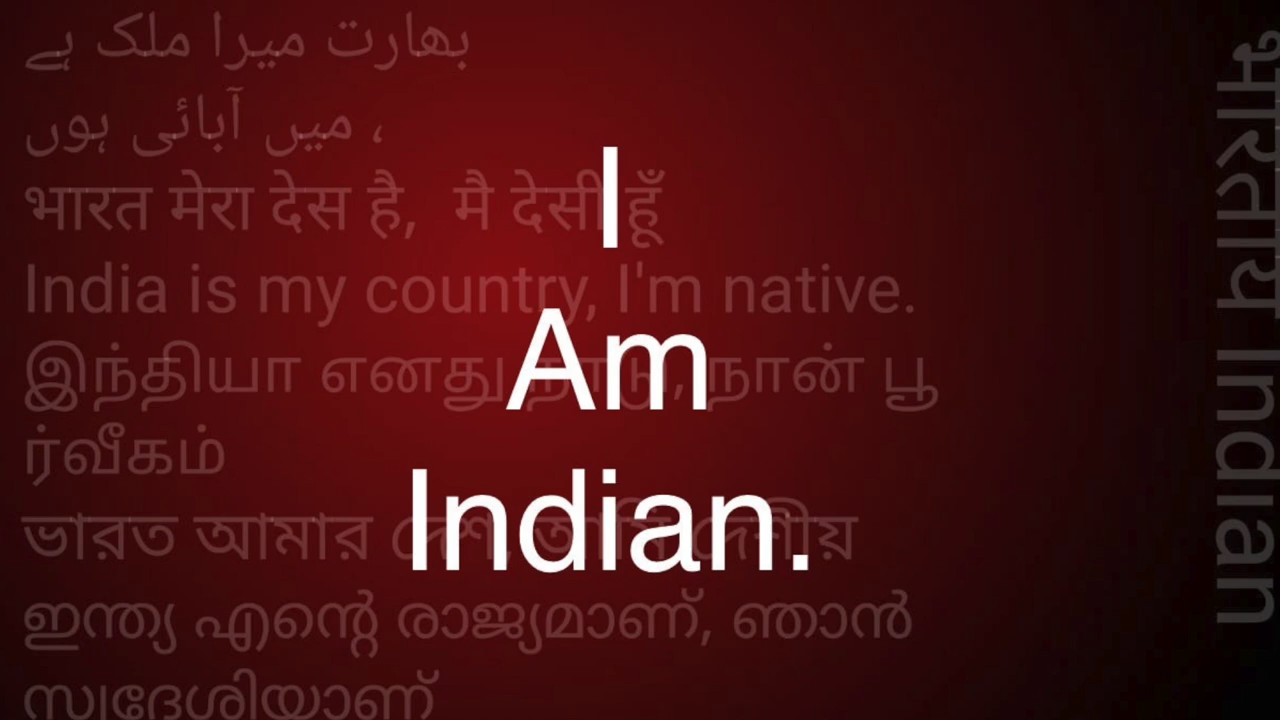 بھارت میرا ملک ہے
، میں آبائی ہوں
भारत मेरा देस है, मै देसी हूँ
India is my country, I'm native.
இந்தியா எனது நாடு, நான் பூ
ர்வீகம்
ভারত আমার দেশ, আমি দেশীয়
ഇന്ത്യ എന്റെ രാജ്യമാണ്, ഞാൻ
സ്വദേശിയാണ്
I
Am
Indian.
भारतीय Indian